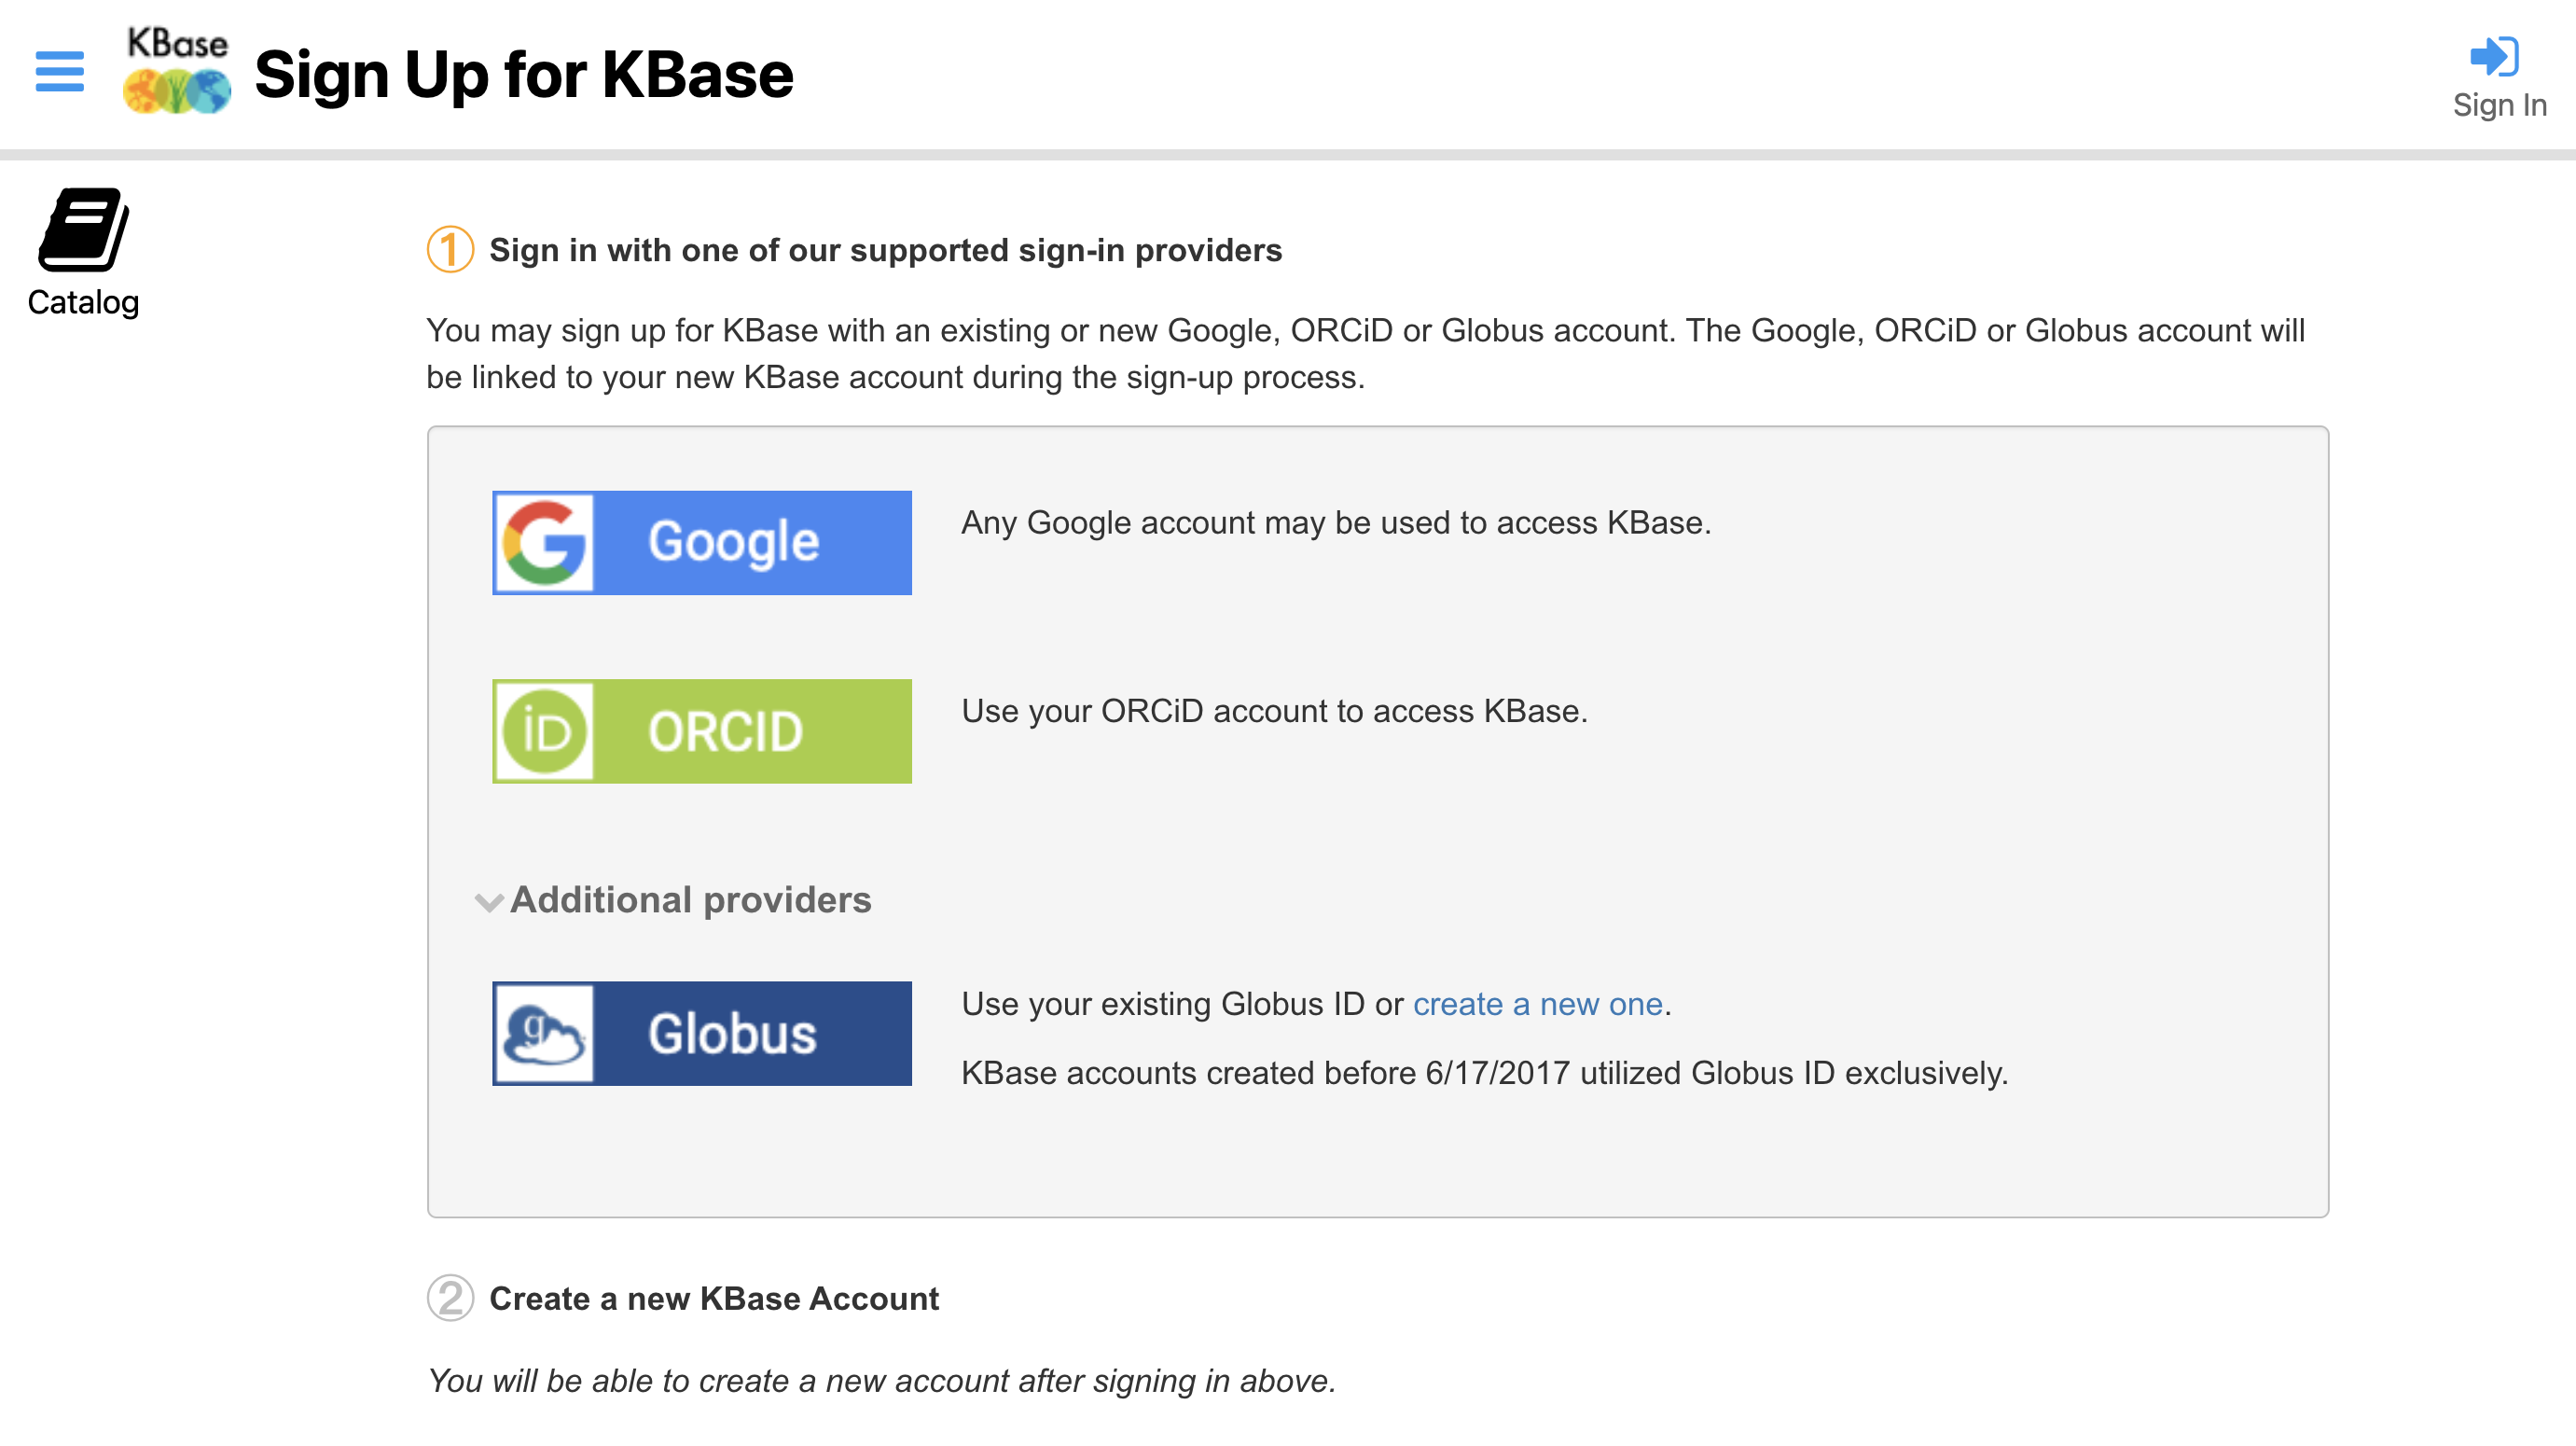 KBase
Sign Up for KBase
Sign In
Catalog
1 Sign in with one of our supported sign-in providers
You may sign up for KBase with an existing or new Google, ORCiD or Globus account. The Google, ORCiD or Globus account will
be linked to your new KBase account during the sign-up process.
Google
Any Google account may be used to access KBase.
iD ORCID
Use your ORCiD account to access KBase.
Additional providers
g Globus
Use your existing Globus ID or create a new one.
KBase accounts created before 6/17/2017 utilized Globus ID exclusively.
2 Create a new KBase Account
You will be able to create a new account after signing in above.